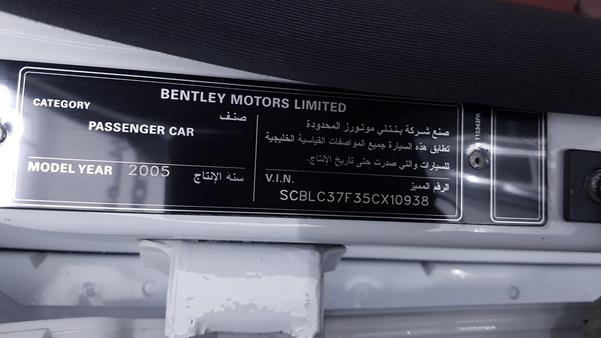 BENTLEY MOTORS LIMITED
CATEGORY
صنف
PASSENGER CAR
MODEL YEAR 2005 سنة الإنتاج
صنع شركة بنتلي موتورز المحدودة
تطابق هذه السيارة جميع المواصفات القياسية الخليجية
للسيارات والتي صدرت حتى تاريخ الإنتاج.
V.I.N. الرقم المميز
SCBLC37F35CX10938